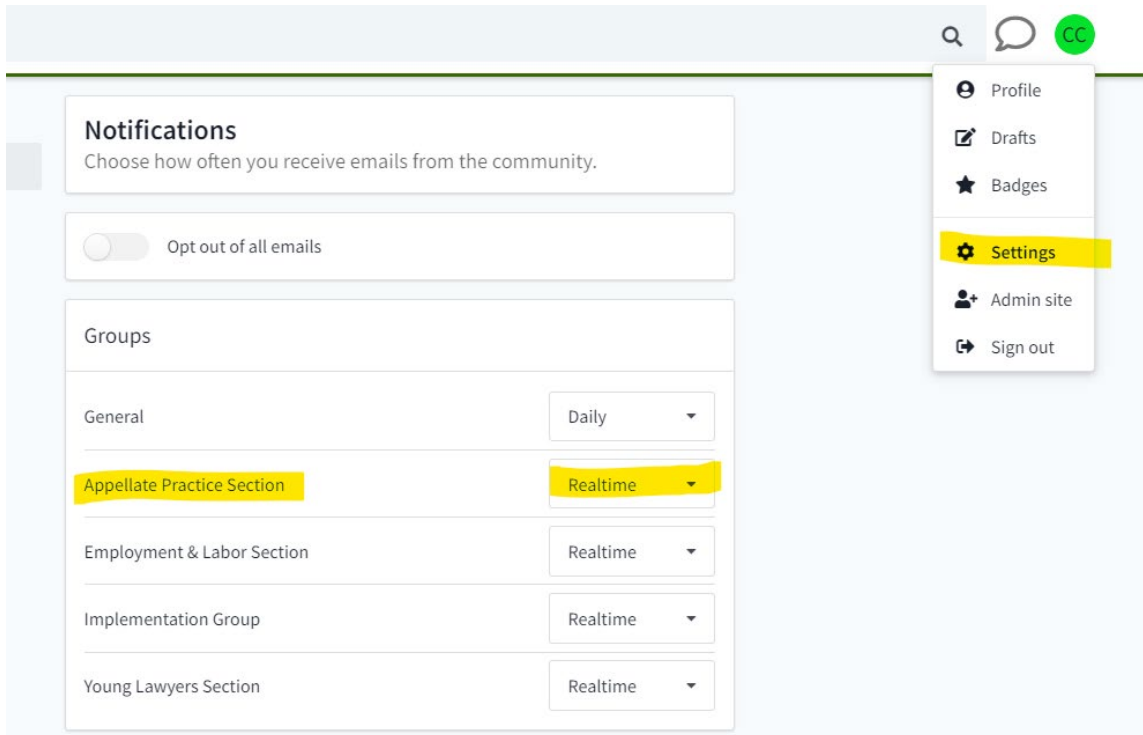 CC
Profile
Drafts
Badges
Settings
Admin site
Sign out
Notifications
Choose how often you receive emails from the community.
Opt out of all emails
Groups
General Daily
Appellate Practice Section Realtime
Employment & Labor Section Realtime
Implementation Group Realtime
Young Lawyers Section Realtime